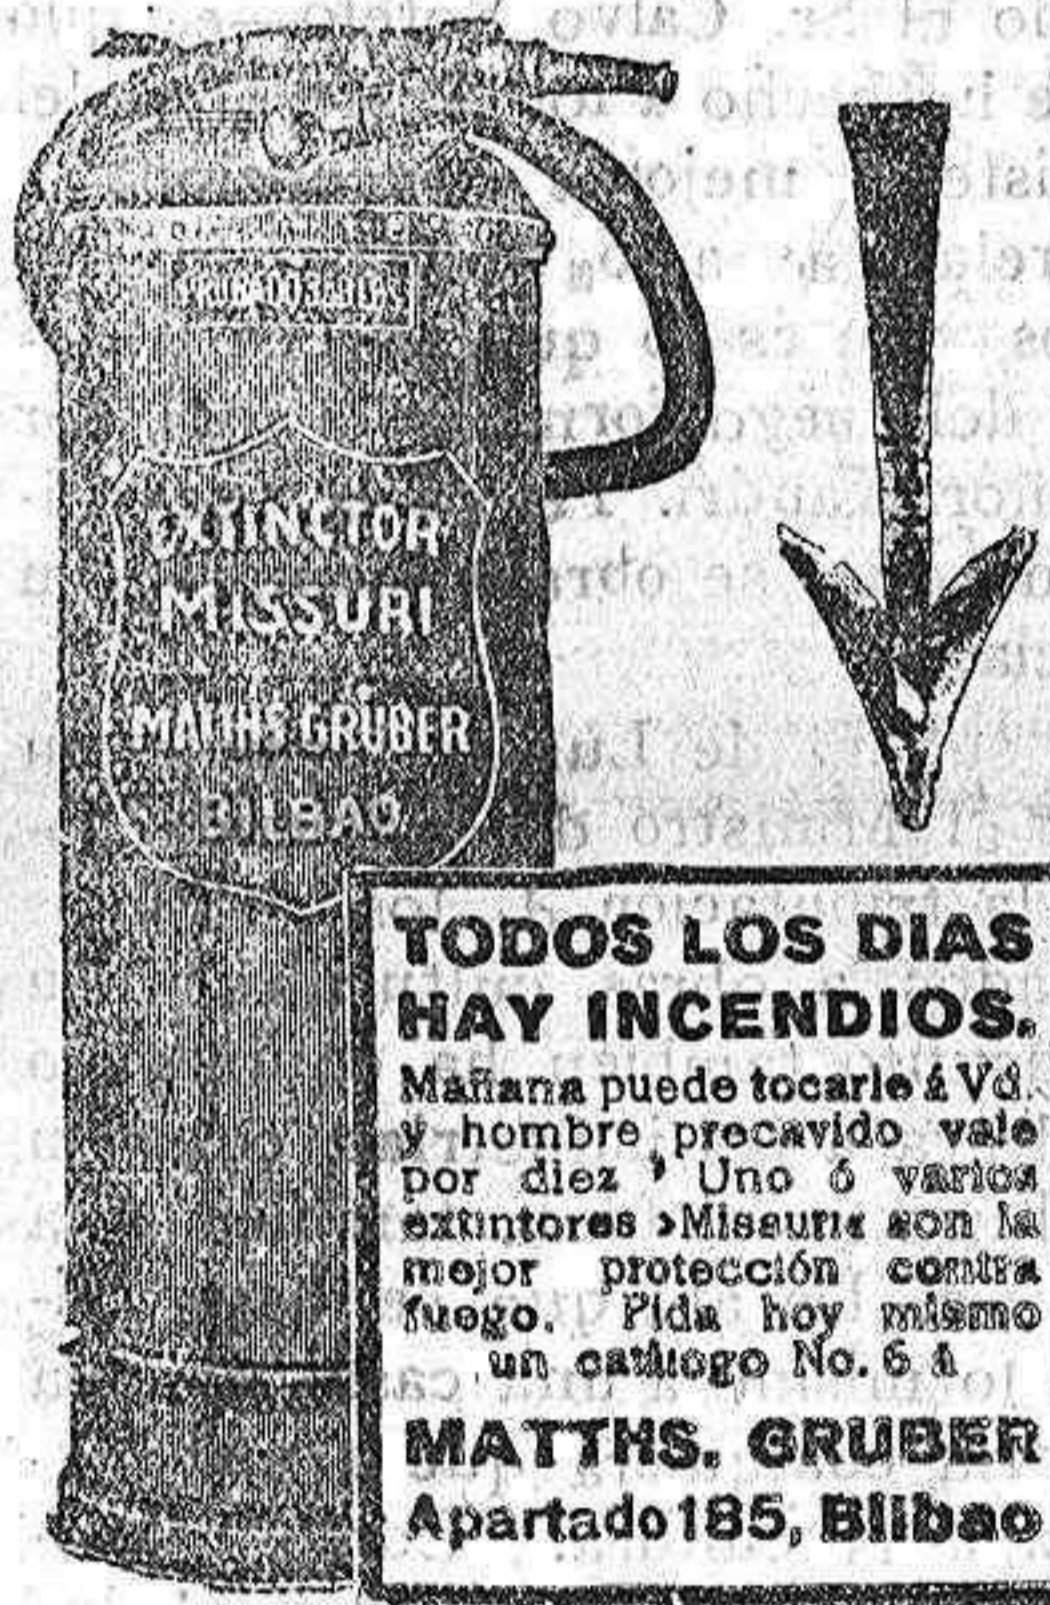 EXTINCTOR
MISSURI
MATTHS. GRUBER
BILBAO
TODOS LOS DIAS
HAY INCENDIOS.
Mañana puede tocarle á Vd.
y hombre precavido vale
por diez Uno ó varios
extintores »Missuri« son la
mejor protección contra
fuego. Pida hoy mismo
un catálogo No. 6 á
MATTHS. GRUBER
Apartado 185, Bilbao